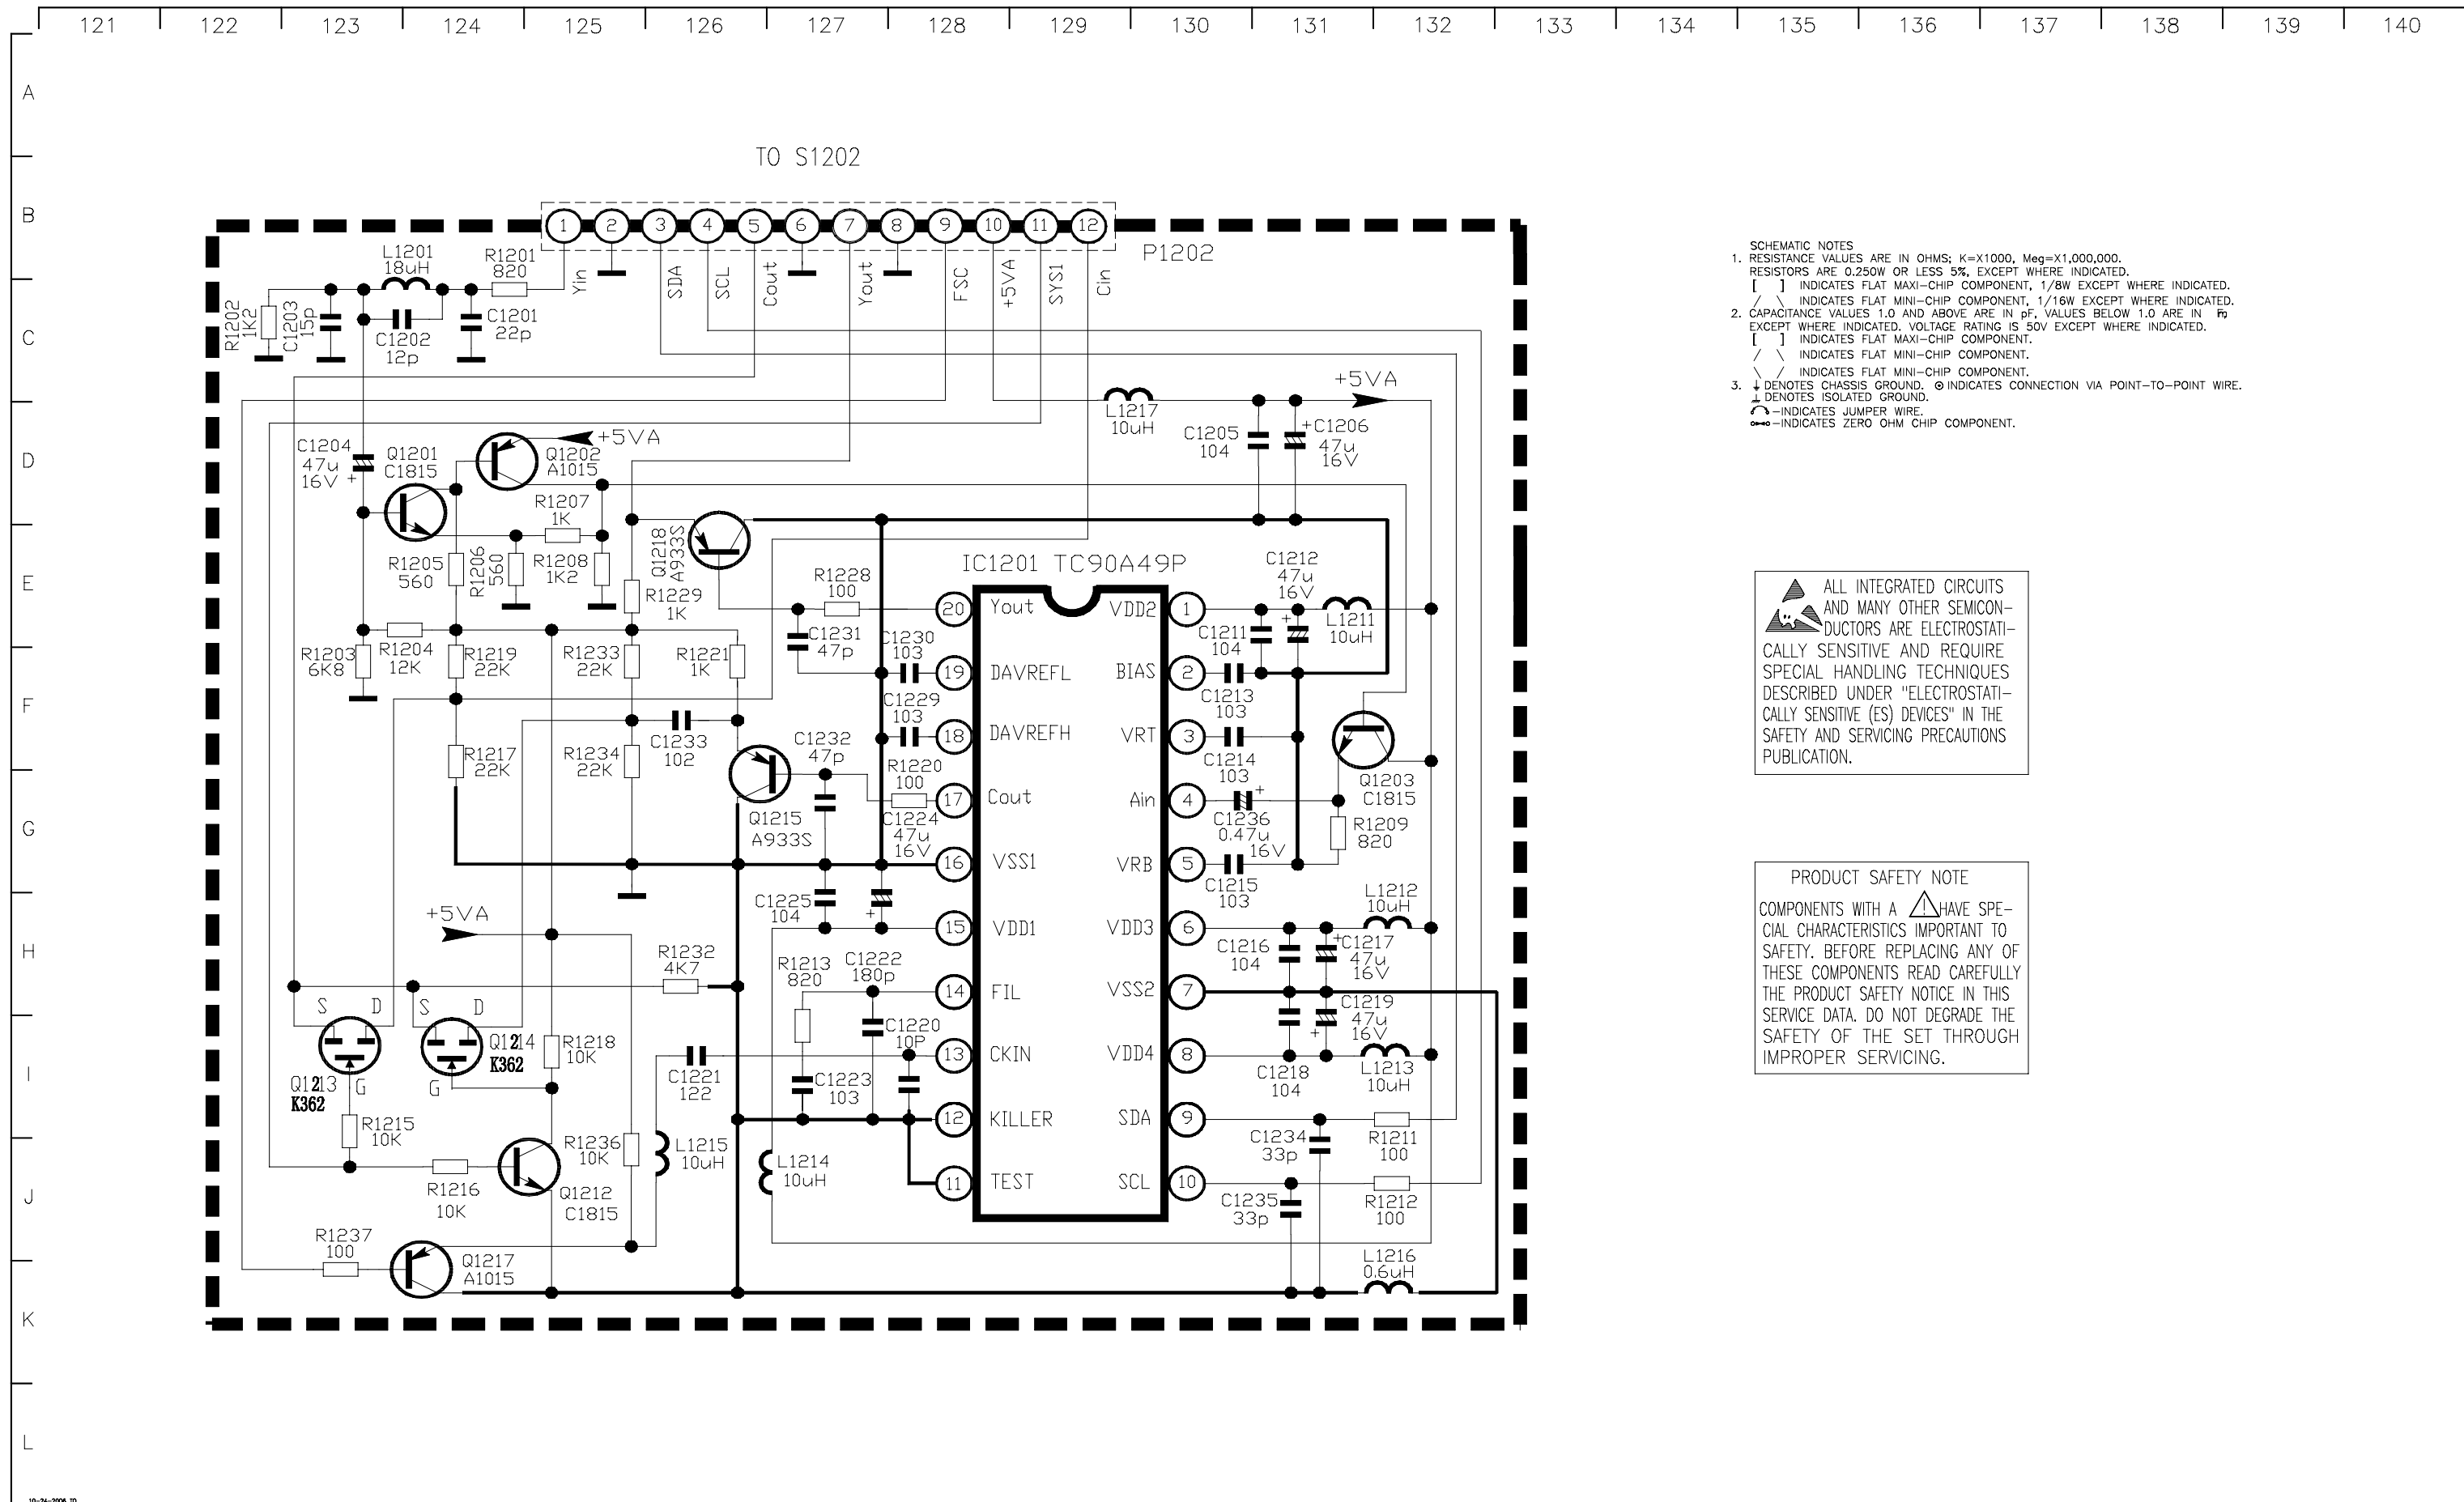 121 122 123 124 125 126 127 128 129 130 131 132 133 134 135 136 137 138 139 140
A
B
C
D
E
F
G
H
I
J
K
L
TO S1202
1 2 3 4 5 6 7 8 9 10 11 12
P1202
Yin
SDA
SCL
Cout
Yout
FSC
+5VA
SYS1
Cin
L1201
18uH
R1201
820
R1202
1K2
C1203
15p
C1202
12p
C1201
22p
+5VA
L1217
10uH
C1205
104
+C1206
47u
16V
C1204
47u
16V +
Q1201
C1815
+5VA
Q1202
A1015
R1207
1K
R1205
560
R1206
560
R1208
1K2
Q1218
A933S
R1229
1K
R1228
100
IC1201 TC90A49P
C1212
47u
16V
+
C1211
104
L1211
10uH
C1231
47p
C1230
103
R1203
6K8
R1204
12K
R1219
22K
R1233
22K
R1221
1K
C1229
103
C1213
103
R1217
22K
R1234
22K
C1233
102
C1232
47p
R1220
100
C1214
103
Q1203
C1815
Q1215
A933S
C1224
47u
16V
C1236
0.47u
16V
+
R1209
820
C1225
104
+
C1215
103
L1212
10uH
+5VA
R1232
4K7
R1213
820
C1222
180p
C1216
104
+C1217
47u
16V
20 Yout
19 DAVREFL
18 DAVREFH
17 Cout
16 VSS1
15 VDD1
14 FIL
13 CKIN
12 KILLER
11 TEST
VDD2 1
BIAS 2
VRT 3
Ain 4
VRB 5
VDD3 6
VSS2 7
VDD4 8
SDA 9
SCL 10
S D
S D
G
G
Q1213
K362
Q1214
K362
R1218
10K
C1221
122
C1220
10P
C1223
103
C1219
47u
16V
+
C1218
104
L1213
10uH
R1215
10K
R1216
10K
Q1212
C1815
R1236
10K
L1215
10uH
L1214
10uH
C1234
33p
R1211
100
C1235
33p
R1212
100
R1237
100
Q1217
A1015
L1216
0.6uH
SCHEMATIC NOTES
1. RESISTANCE VALUES ARE IN OHMS; K=X1000, Meg=X1,000,000.
RESISTORS ARE 0.250W OR LESS 5%, EXCEPT WHERE INDICATED.
[ ] INDICATES FLAT MAXI-CHIP COMPONENT, 1/8W EXCEPT WHERE INDICATED.
/ \ INDICATES FLAT MINI-CHIP COMPONENT, 1/16W EXCEPT WHERE INDICATED.
2. CAPACITANCE VALUES 1.0 AND ABOVE ARE IN pF, VALUES BELOW 1.0 ARE IN
EXCEPT WHERE INDICATED. VOLTAGE RATING IS 50V EXCEPT WHERE INDICATED.
[ ] INDICATES FLAT MAXI-CHIP COMPONENT.
/ \ INDICATES FLAT MINI-CHIP COMPONENT.
\ / INDICATES FLAT MINI-CHIP COMPONENT.
3. DENOTES CHASSIS GROUND. INDICATES CONNECTION VIA POINT-TO-POINT WIRE.
DENOTES ISOLATED GROUND.
-INDICATES JUMPER WIRE.
-INDICATES ZERO OHM CHIP COMPONENT.
ALL INTEGRATED CIRCUITS
AND MANY OTHER SEMICON-
DUCTORS ARE ELECTROSTATI-
CALLY SENSITIVE AND REQUIRE
SPECIAL HANDLING TECHNIQUES
DESCRIBED UNDER "ELECTROSTATI-
CALLY SENSITIVE (ES) DEVICES" IN THE
SAFETY AND SERVICING PRECAUTIONS
PUBLICATION.
PRODUCT SAFETY NOTE
COMPONENTS WITH A ⚠ HAVE SPE-
CIAL CHARACTERISTICS IMPORTANT TO
SAFETY. BEFORE REPLACING ANY OF
THESE COMPONENTS READ CAREFULLY
THE PRODUCT SAFETY NOTICE IN THIS
SERVICE DATA. DO NOT DEGRADE THE
SAFETY OF THE SET THROUGH
IMPROPER SERVICING.